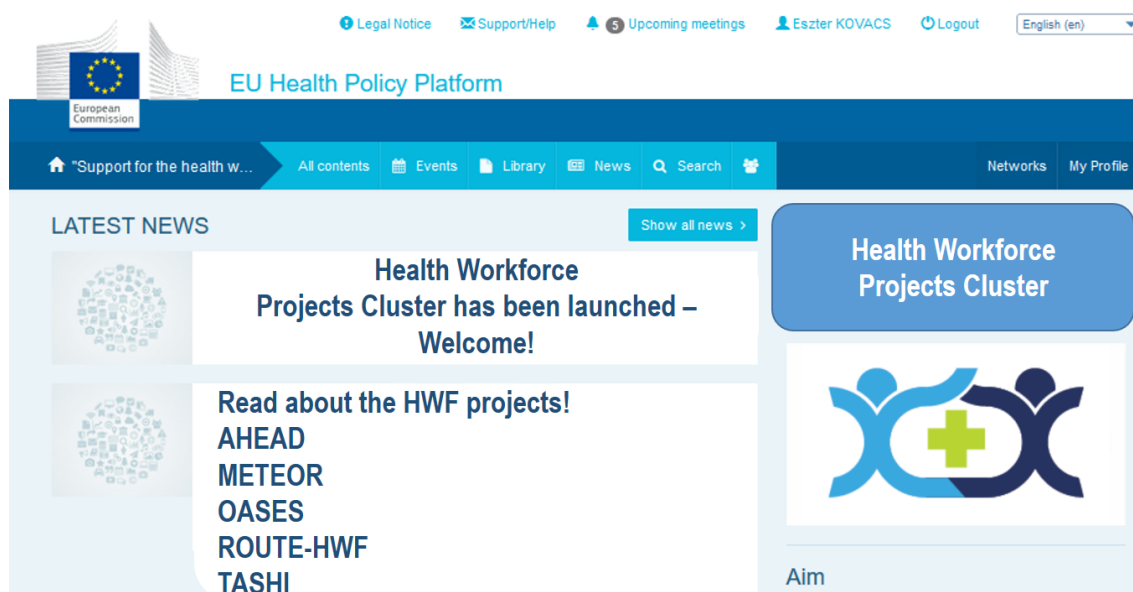 Legal Notice Support/Help 5 Upcoming meetings Eszter KOVACS Logout English (en)
EU Health Policy Platform
European
Commission
"Support for the health w... All contents Events Library News Search Networks My Profile
LATEST NEWS
Show all news >
Health Workforce
Projects Cluster has been launched –
Welcome!
Health Workforce
Projects Cluster
Read about the HWF projects!
AHEAD
METEOR
OASES
ROUTE-HWF
TASHI
Aim